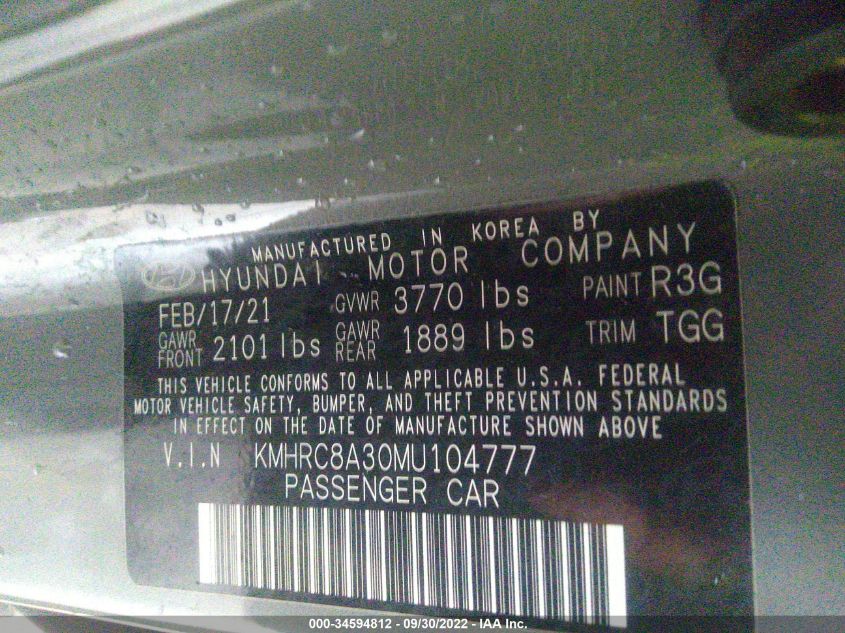 MANUFACTURED IN KOREA BY
HYUNDAI MOTOR COMPANY
FEB/17/21 GVWR 3770 lbs PAINT R3G
GAWR FRONT 2101 lbs GAWR REAR 1889 lbs TRIM TGG
THIS VEHICLE CONFORMS TO ALL APPLICABLE U.S.A. FEDERAL
MOTOR VEHICLE SAFETY, BUMPER, AND THEFT PREVENTION STANDARDS
IN EFFECT ON THE DATE OF MANUFACTURE SHOWN ABOVE
V.I.N KMHRC8A30MU104777
PASSENGER CAR
000-34594812 - 09/30/2022 - IAA Inc.